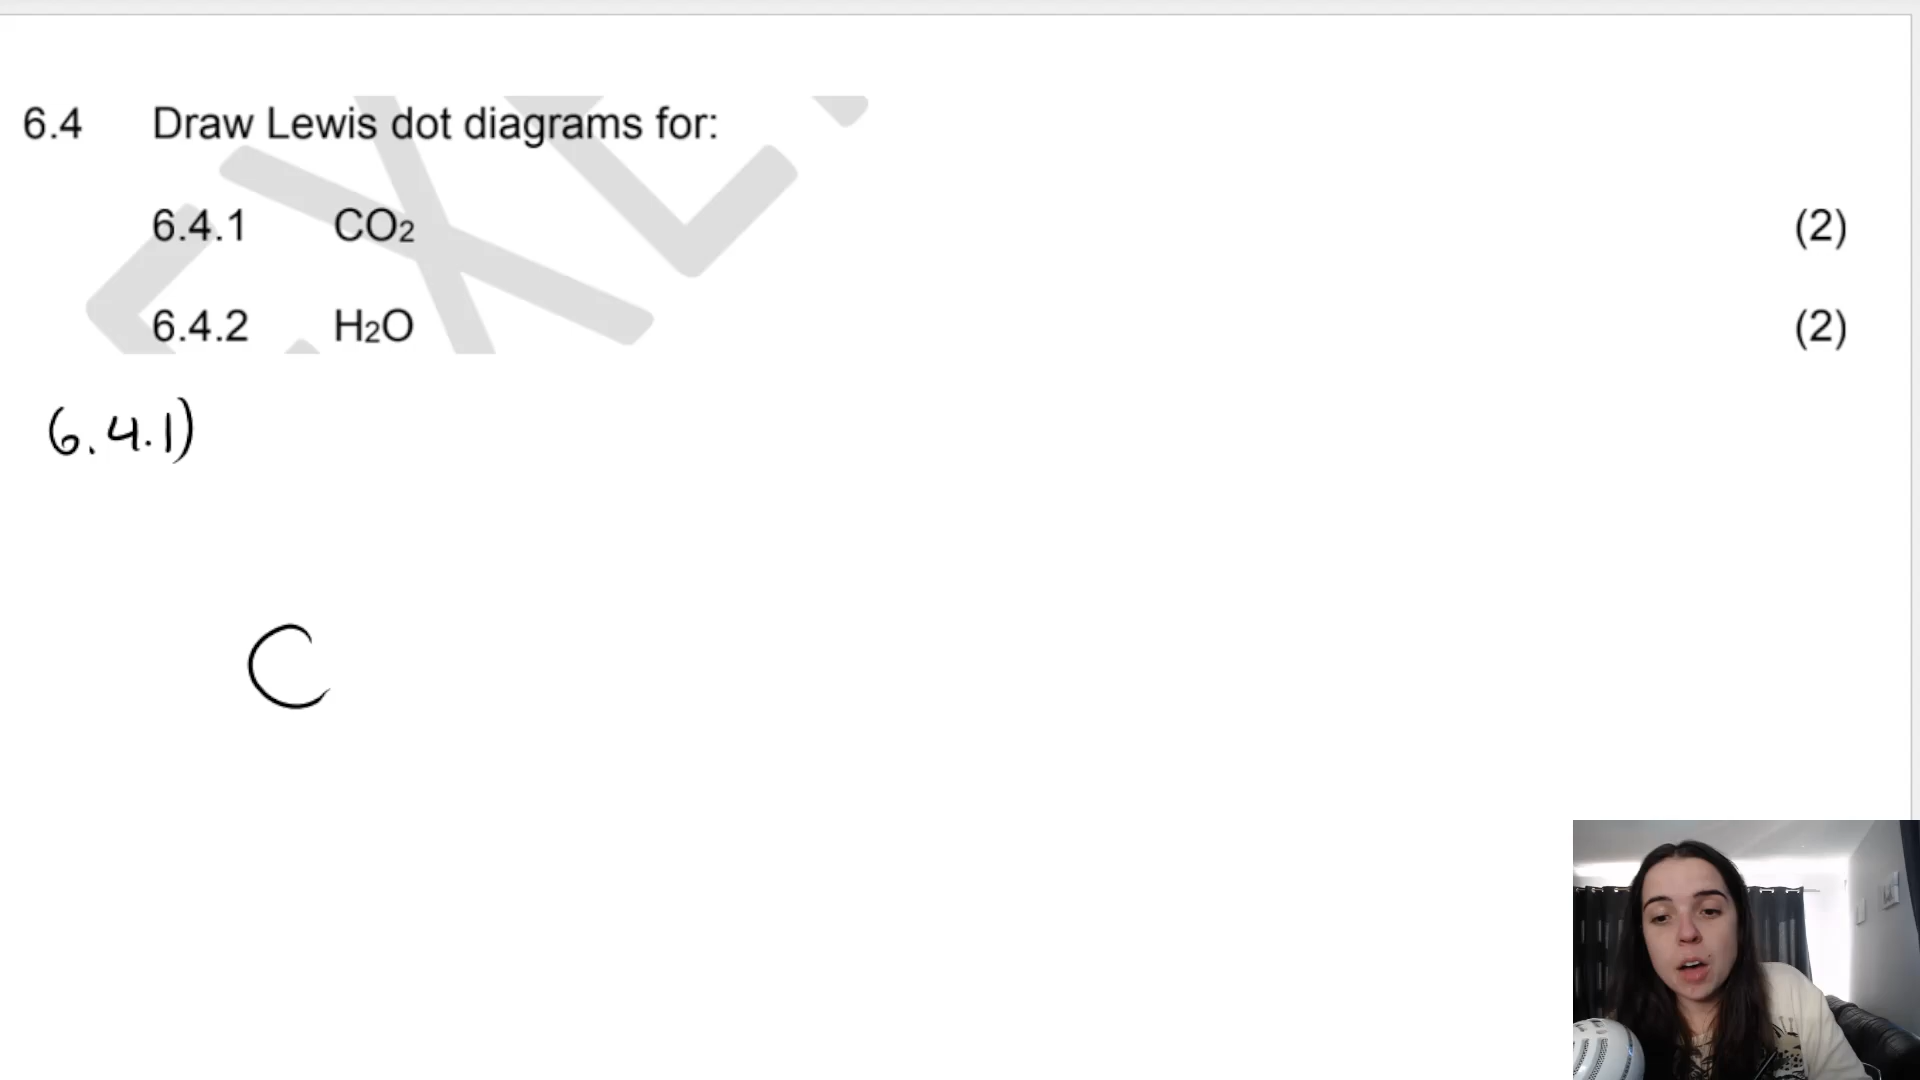 6.4 Draw Lewis dot diagrams for:
6.4.1 CO₂ (2)
6.4.2 H₂O (2)
6.4.1)
C